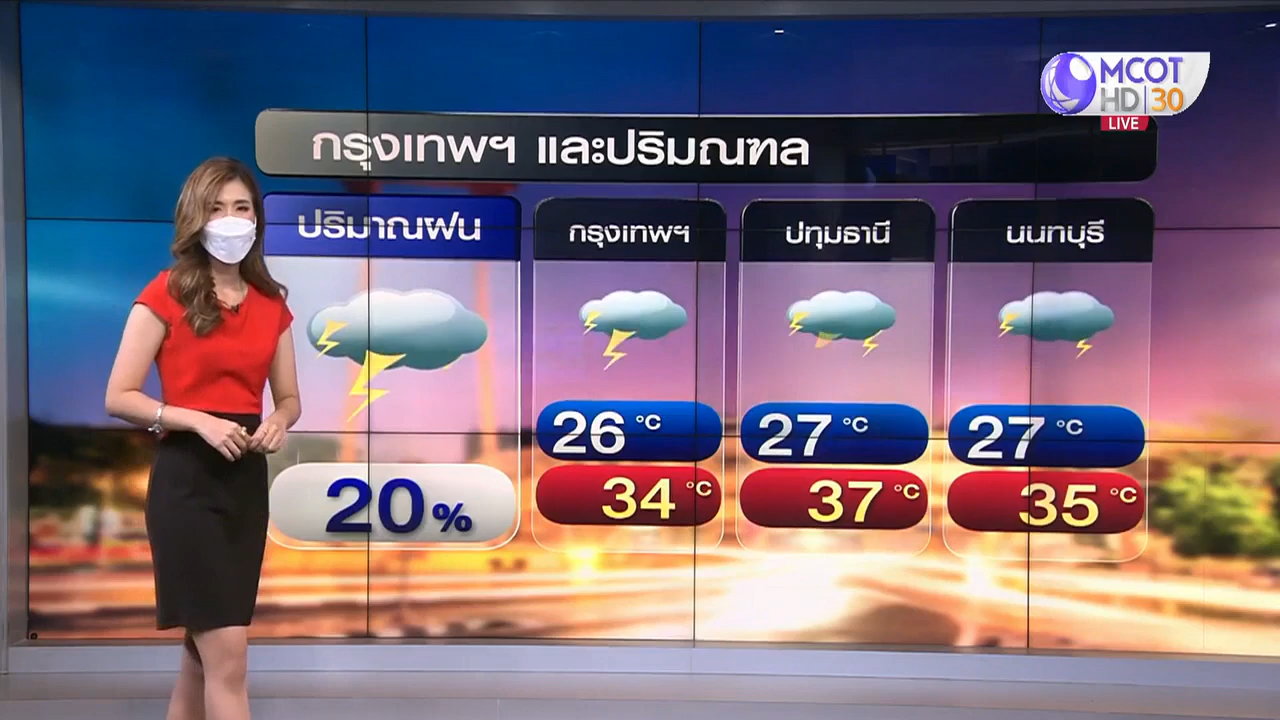 MCOT
HD 30
LIVE
กรุงเทพฯ และปริมณฑล
ปริมาณฝน
กรุงเทพฯ
ปทุมธานี
นนทบุรี
26 °C
27 °C
27 °C
20 %
34 °C
37 °C
35 °C